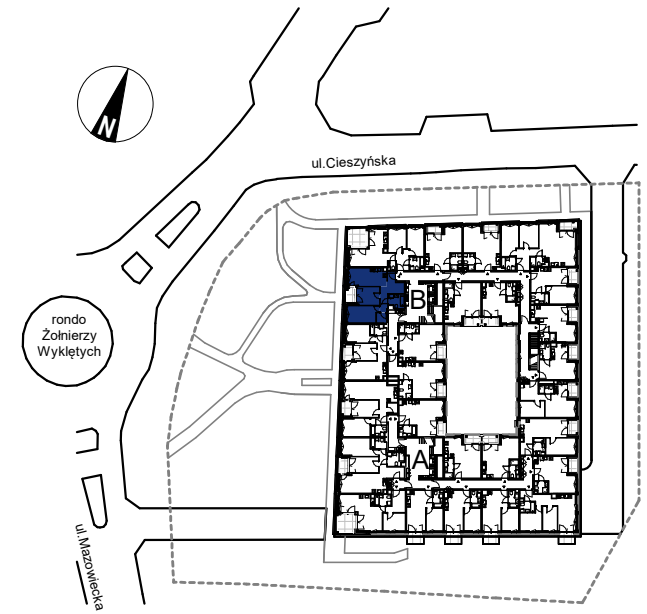 N
ul.Cieszyńska
B
rondo
Żołnierzy
Wyklętych
A
ul.Mazowiecka